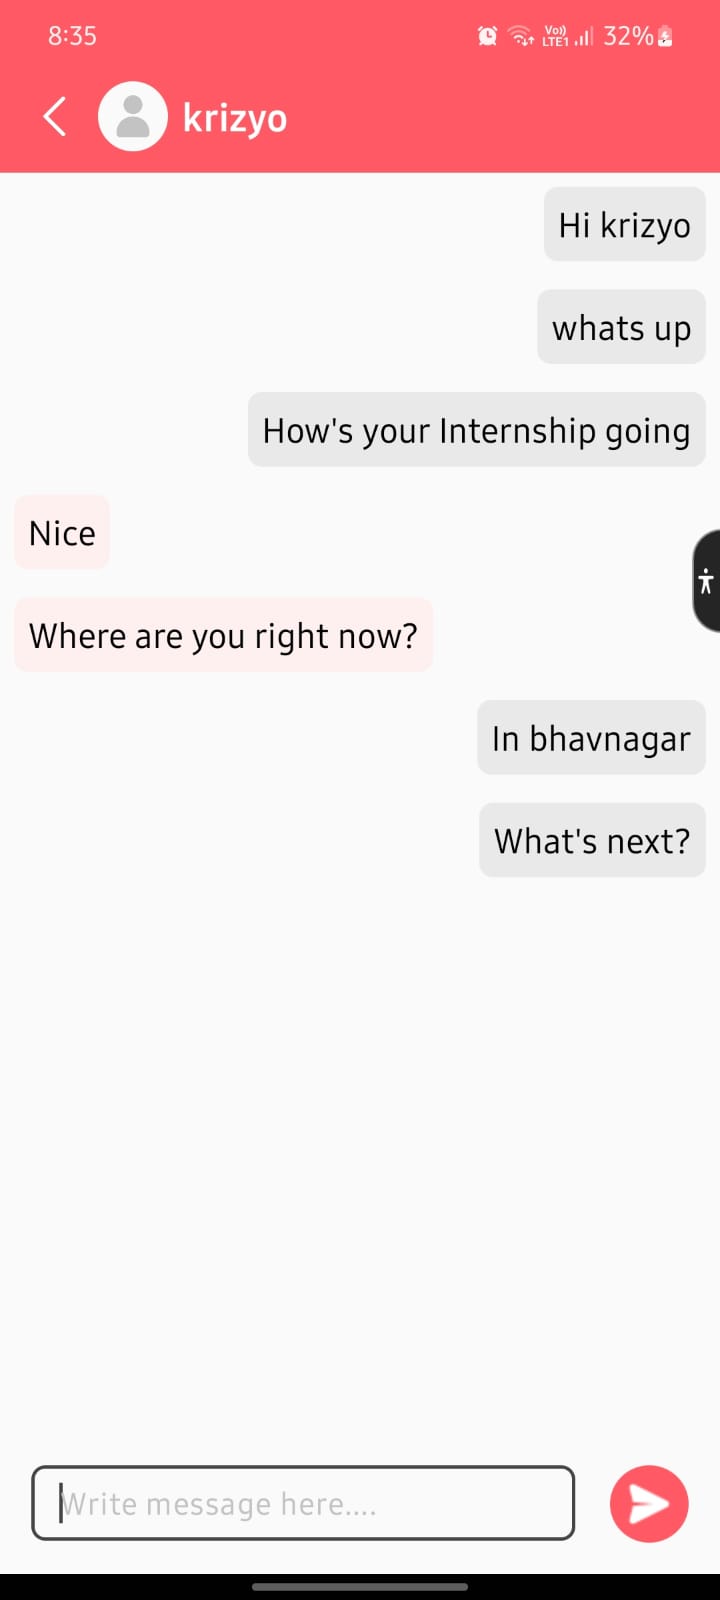 8:35
Vo))
LTE1
32%
krizyo
Hi krizyo
whats up
How's your Internship going
Nice
Where are you right now?
In bhavnagar
What's next?
Write message here....